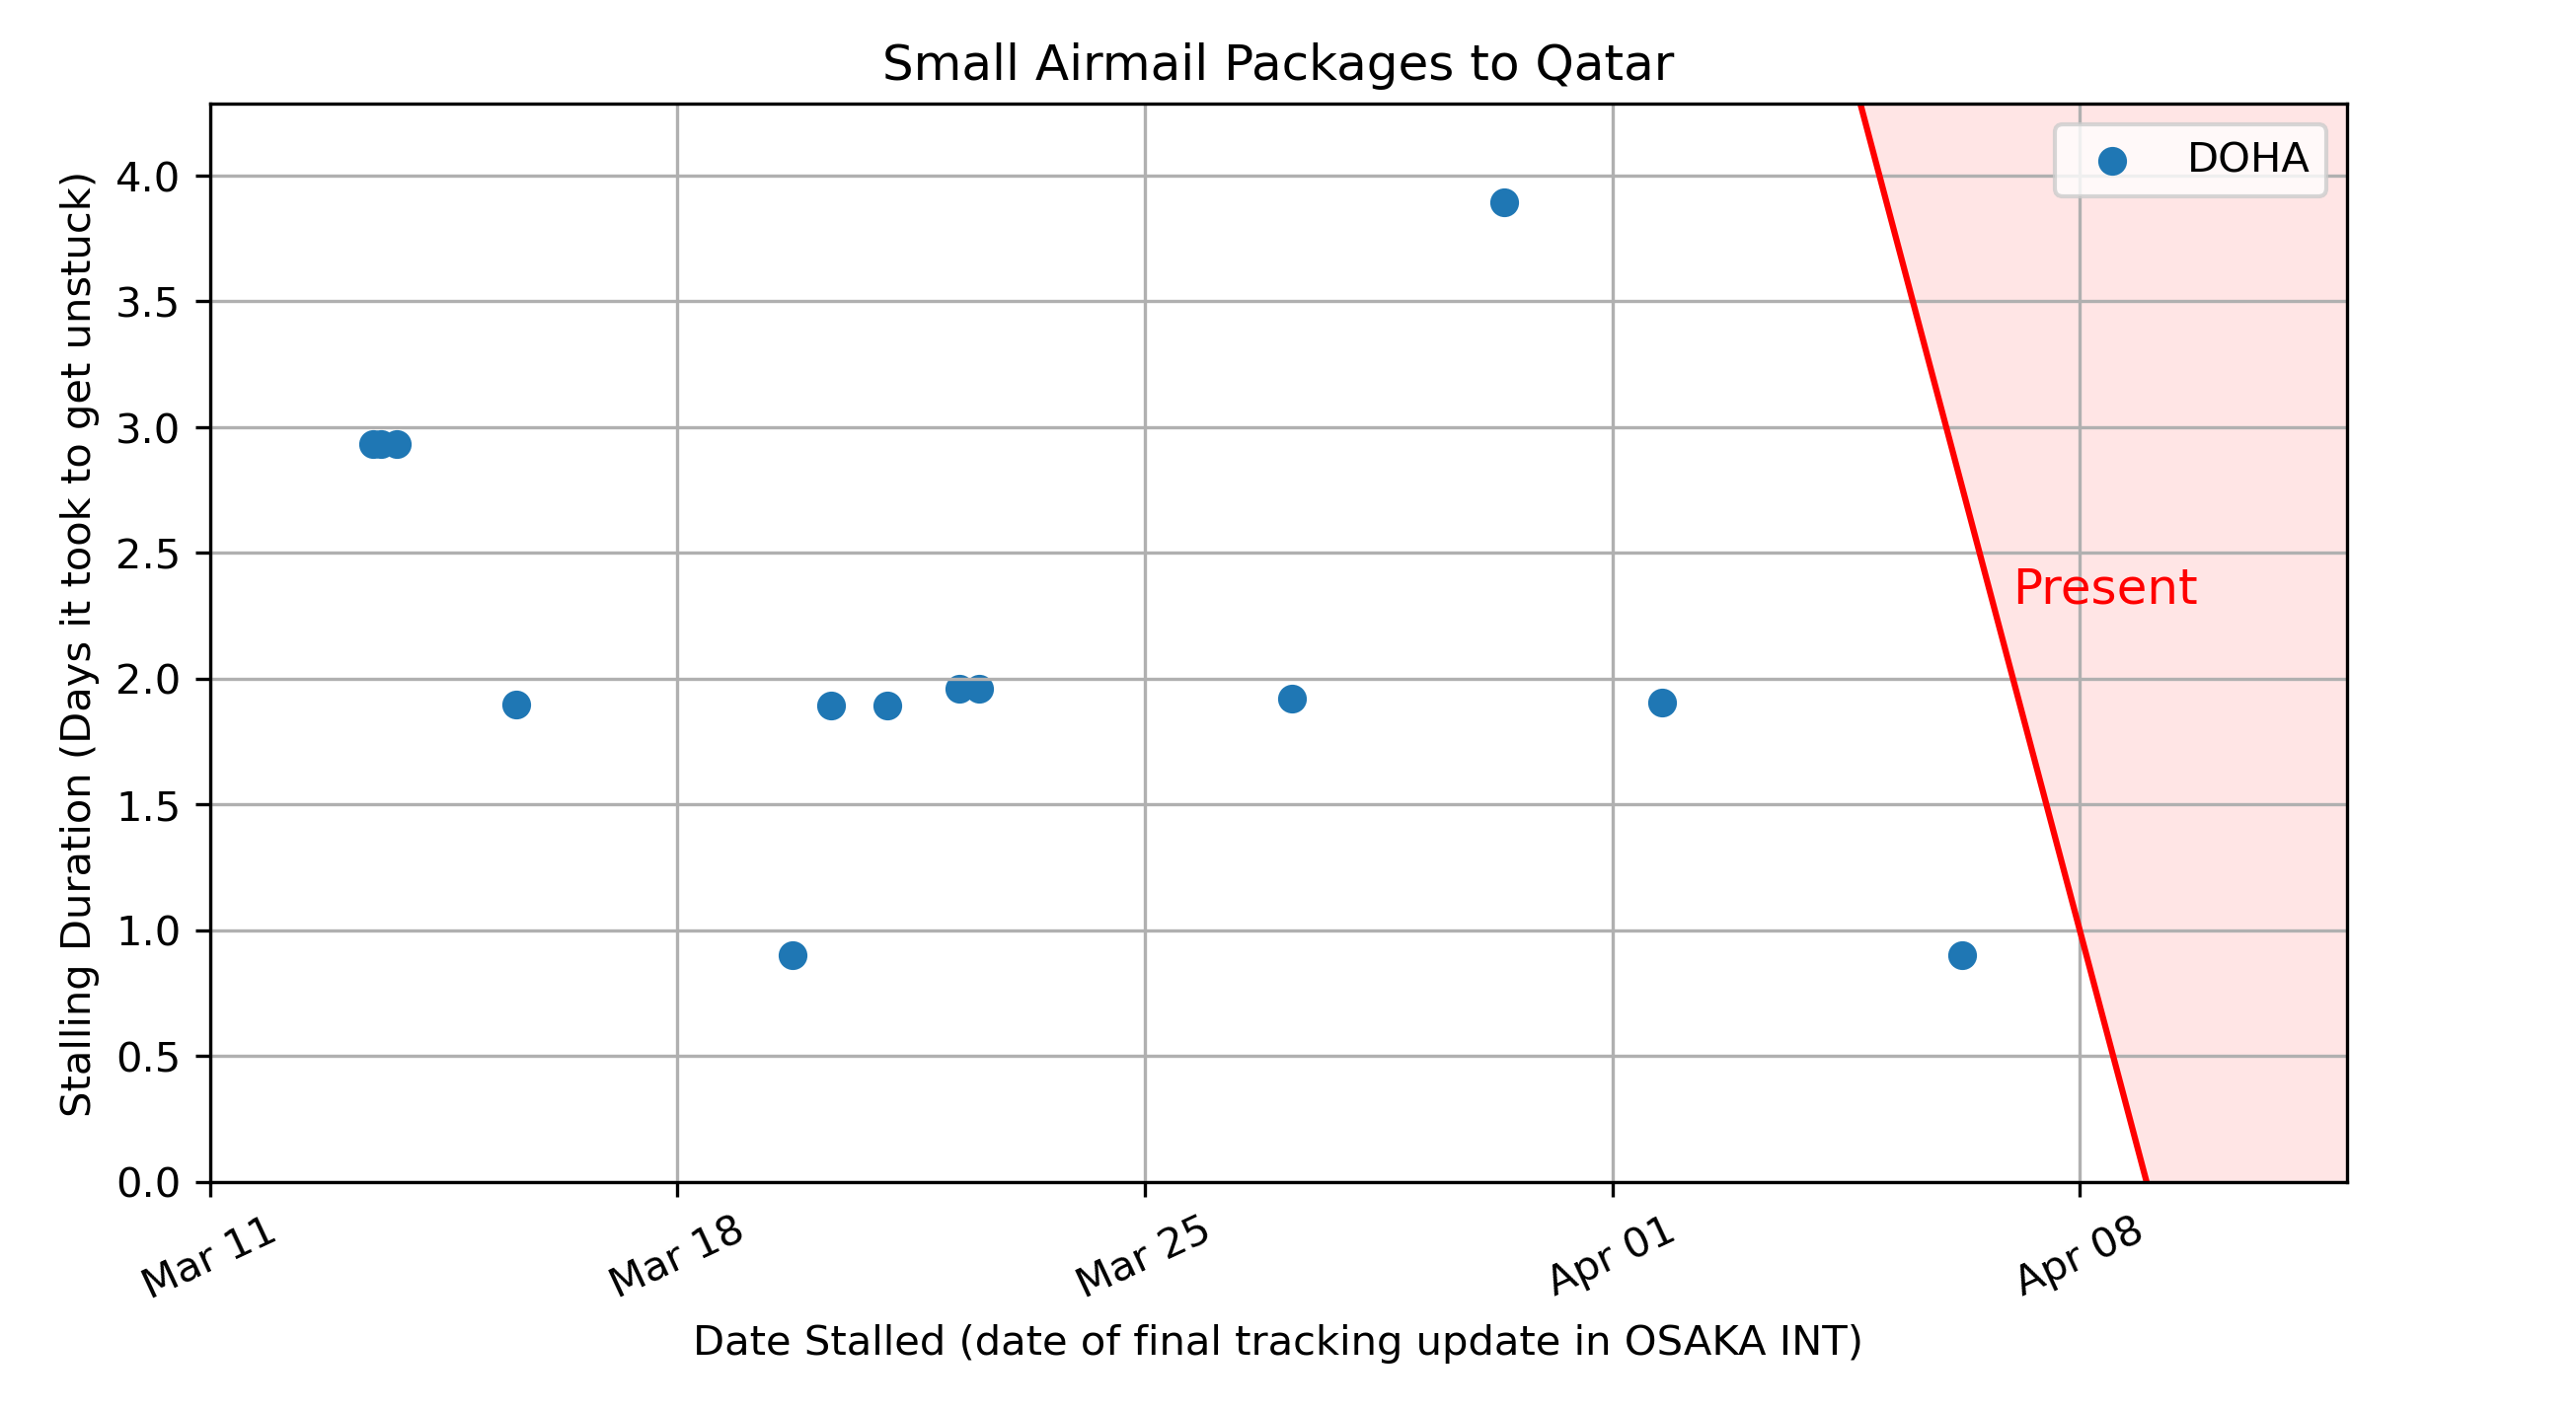 Small Airmail Packages to Qatar
DOHA
Present
Stalling Duration (Days it took to get unstuck)
4.0
3.5
3.0
2.5
2.0
1.5
1.0
0.5
0.0
Mar 11
Mar 18
Mar 25
Apr 01
Apr 08
Date Stalled (date of final tracking update in OSAKA INT)